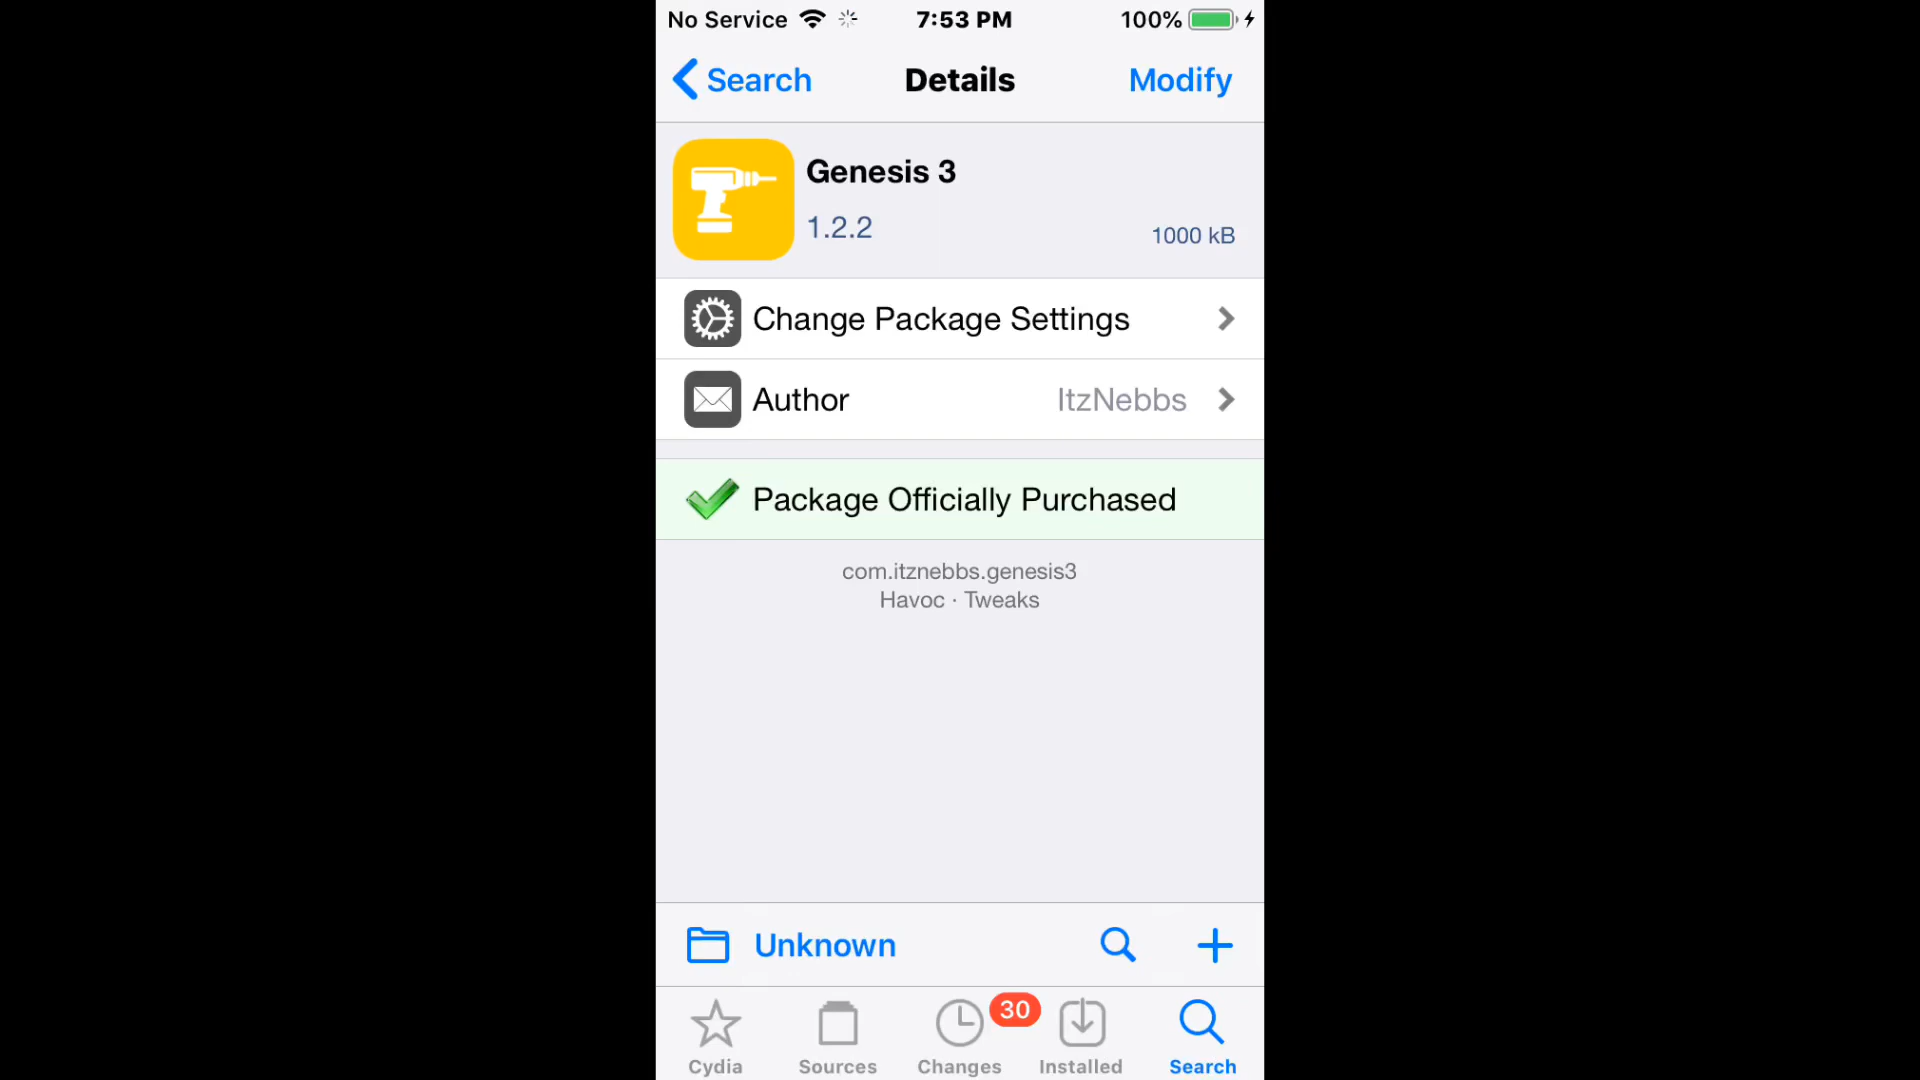 No Service 7:53 PM 100%
Search Details Modify
Genesis 3
1.2.2 1000 kB
Change Package Settings
Author ItzNebbs
Package Officially Purchased
com.itznebbs.genesis3
Havoc · Tweaks
Unknown
30
Cydia Sources Changes Installed Search